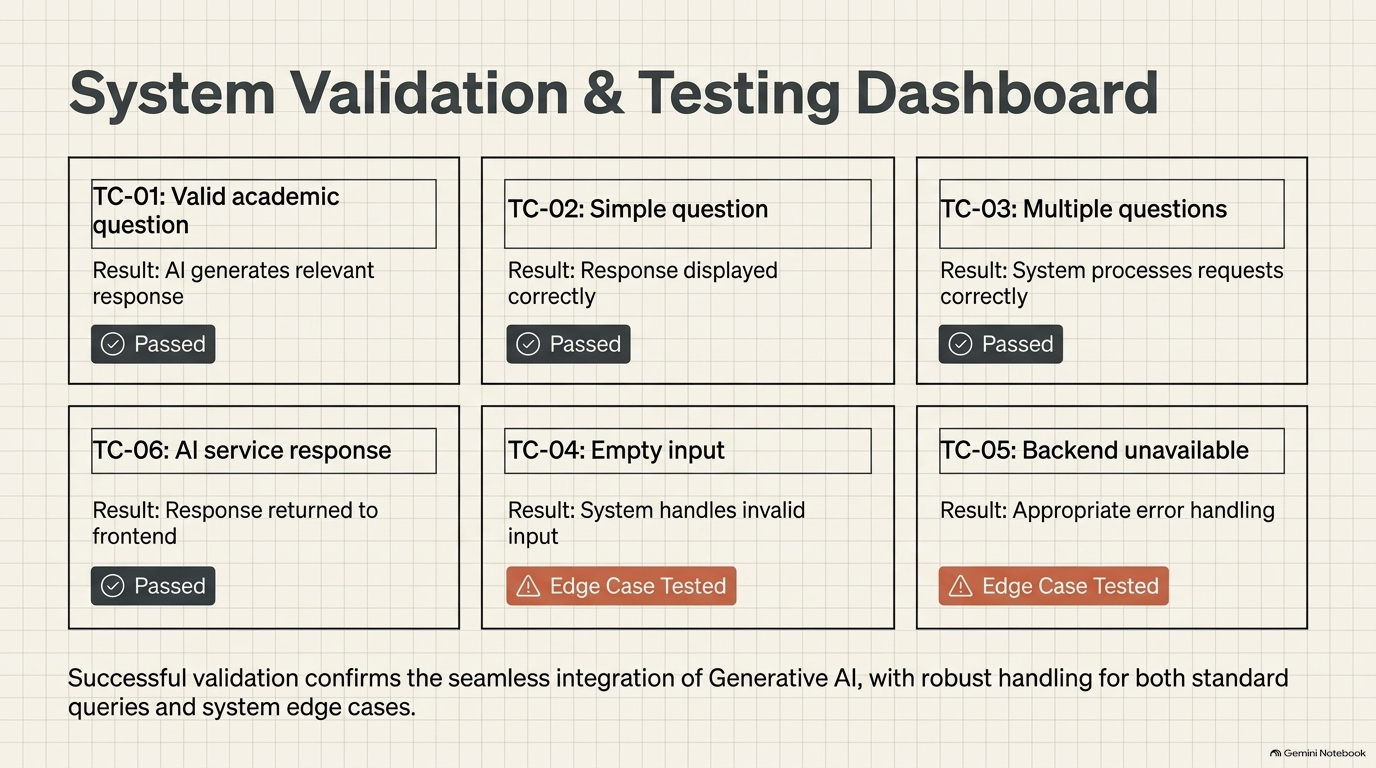 System Validation & Testing Dashboard
TC-01: Valid academic
question
Result: AI generates relevant
response
Passed
TC-02: Simple question
Result: Response displayed
correctly
Passed
TC-03: Multiple questions
Result: System processes requests
correctly
Passed
TC-06: AI service response
Result: Response returned to
frontend
Passed
TC-04: Empty input
Result: System handles invalid
input
Edge Case Tested
TC-05: Backend unavailable
Result: Appropriate error handling
Edge Case Tested
Successful validation confirms the seamless integration of Generative AI, with robust handling for both standard
queries and system edge cases.
Gemini Notebook